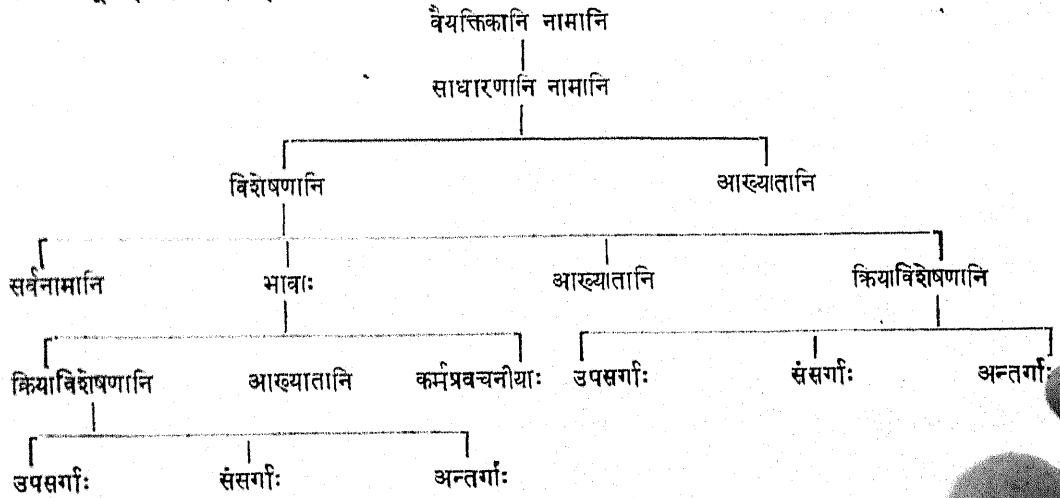 वैयक्तिकानि नामानि
साधारणानि नामानि
विशेषणानि आख्यातानि
सर्वनामानि भावाः आख्यातानि क्रियाविशेषणानि
क्रियाविशेषणानि आख्यातानि कर्मप्रवचनीयाः उपसर्गाः संसर्गाः अन्तर्गाः
उपसर्गाः संसर्गाः अन्तर्गाः